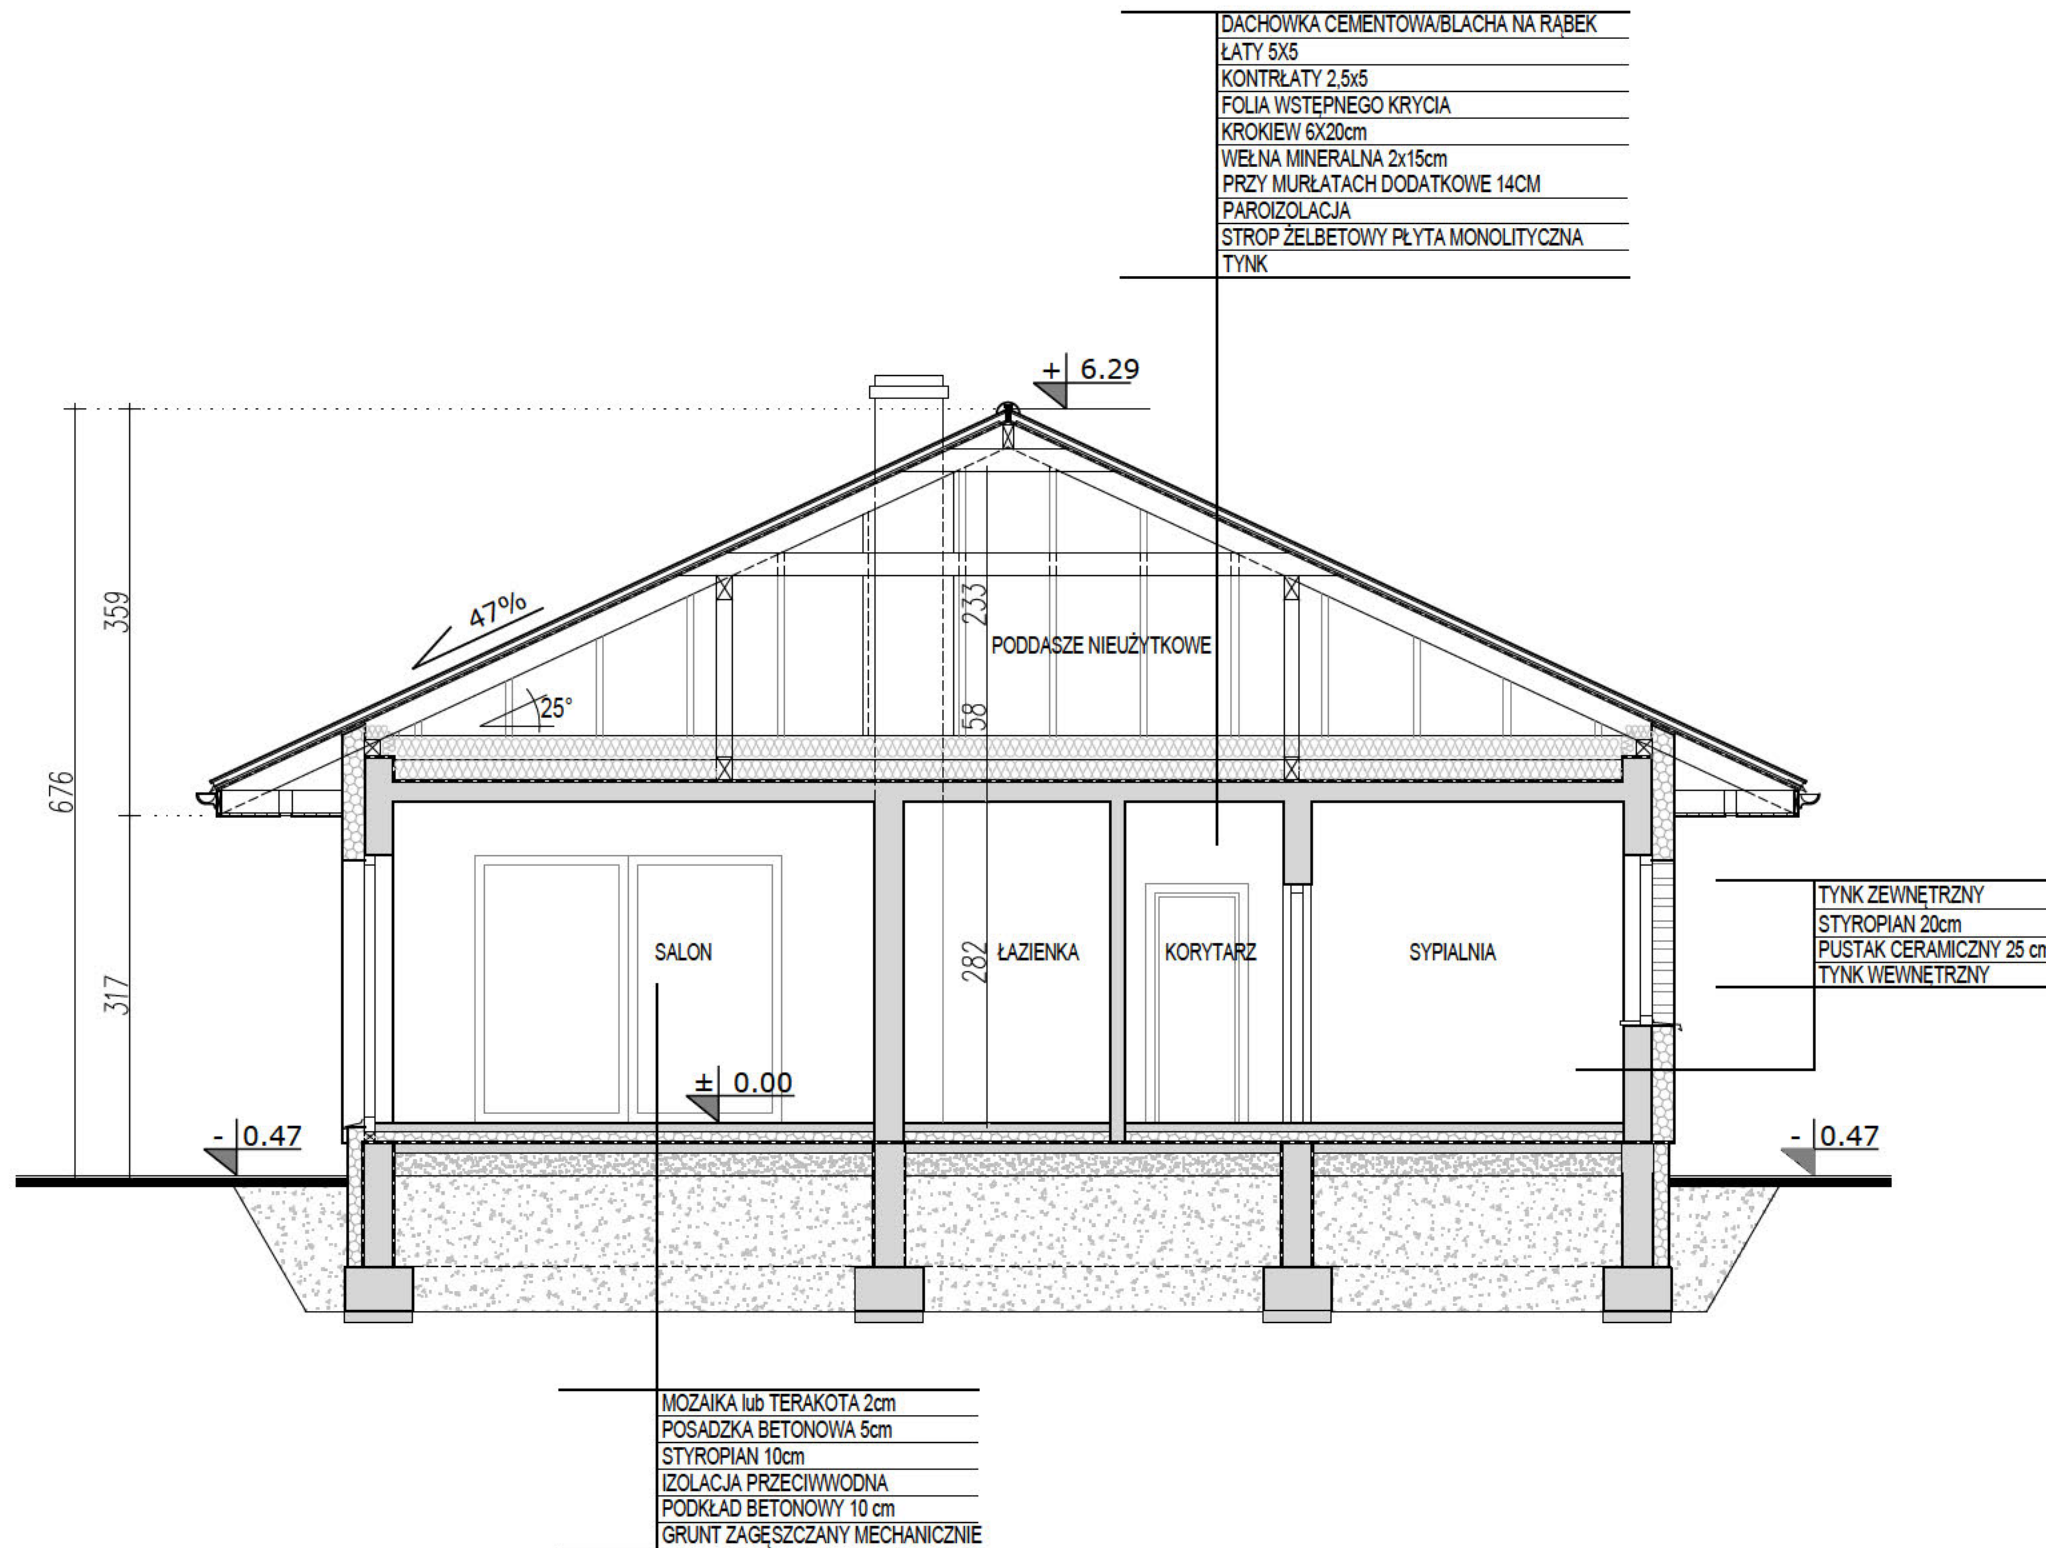 DACHÓWKA CEMENTOWA/BLACHA NA RĄBEK
ŁATY 5X5
KONTRŁATY 2,5x5
FOLIA WSTĘPNEGO KRYCIA
KROKIEW 6X20cm
WEŁNA MINERALNA 2x15cm
PRZY MURŁATACH DODATKOWE 14CM
PAROIZOLACJA
STROP ŻELBETOWY PŁYTA MONOLITYCZNA
TYNK
+ 6.29
359
47%
233
PODDASZE NIEUŻYTKOWE
25°
58
676
317
TYNK ZEWNĘTRZNY
STYROPIAN 20cm
PUSTAK CERAMICZNY 25 cm
TYNK WEWNĘTRZNY
SALON
282
ŁAZIENKA
KORYTARZ
SYPIALNIA
± 0.00
- 0.47
- 0.47
MOZAIKA lub TERAKOTA 2cm
POSADZKA BETONOWA 5cm
STYROPIAN 10cm
IZOLACJA PRZECIWWODNA
PODKŁAD BETONOWY 10 cm
GRUNT ZAGĘSZCZANY MECHANICZNIE